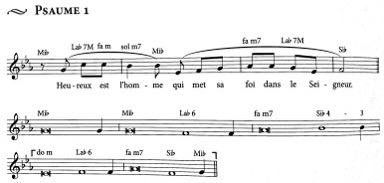 PSAUME 1
Mib Lab 7M fa m sol m7 Mib fa m7 Lab 7M Sib
Heu-reux est l'hom - me qui met sa foi dans le Sei - gneur.
Mib Mib Lab 6 fa m7 Sib 4 - 3
do m Lab 6 fa m7 Sib Mib